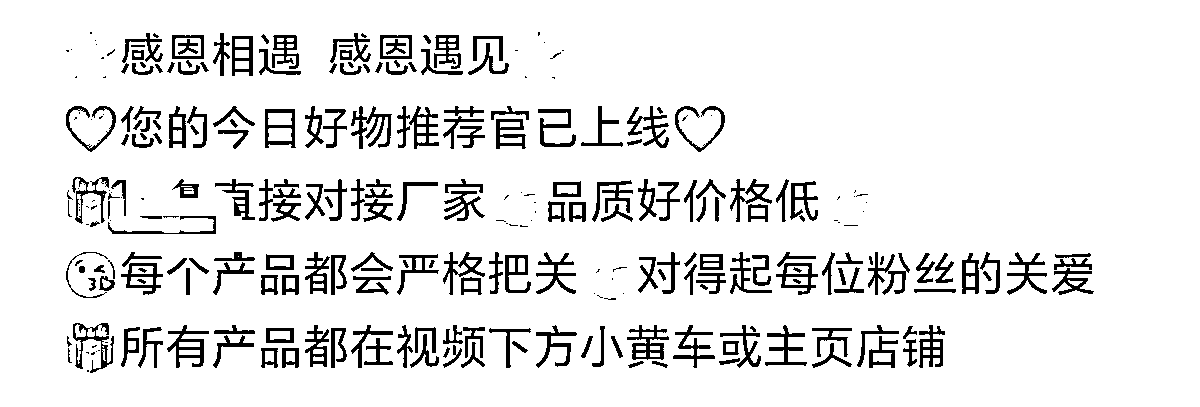 感恩相遇 感恩遇见
♡您的今日好物推荐官已上线♡
🎁直接对接厂家 品质好价格低
😘每个产品都会严格把关 对得起每位粉丝的关爱
🎁所有产品都在视频下方小黄车或主页店铺